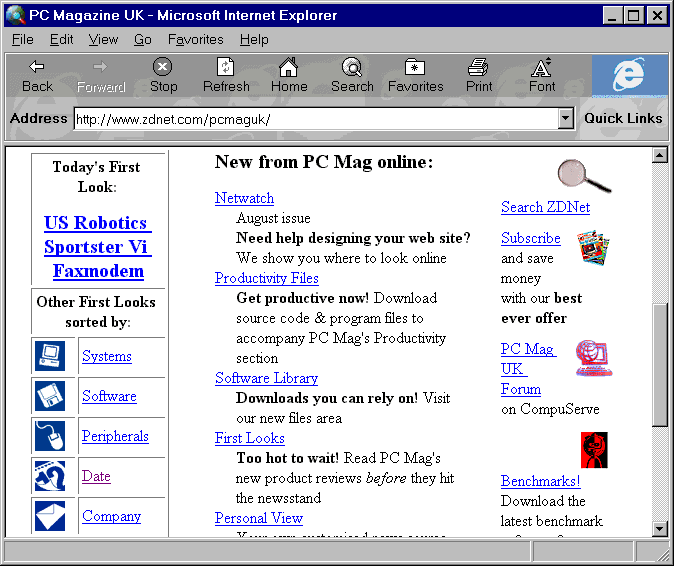 PC Magazine UK - Microsoft Internet Explorer
File Edit View Go Favorites Help
Back Forward Stop Refresh Home Search Favorites Print Font
Address http://www.zdnet.com/pcmaguk/ Quick Links
Today's First
Look:
US Robotics
Sportster Vi
Faxmodem
Other First Looks
sorted by:
Systems
Software
Peripherals
Date
Company
New from PC Mag online:
Netwatch
August issue
Need help designing your web site?
We show you where to look online
Productivity Files
Get productive now! Download
source code & program files to
accompany PC Mag's Productivity
section
Software Library
Downloads you can rely on! Visit
our new files area
First Looks
Too hot to wait! Read PC Mag's
new product reviews before they hit
the newsstand
Personal View
Your own customised news source
Search ZDNet
Subscribe
and save
money
with our best
ever offer
PC Mag
UK
Forum
on CompuServe
Benchmarks!
Download the
latest benchmark